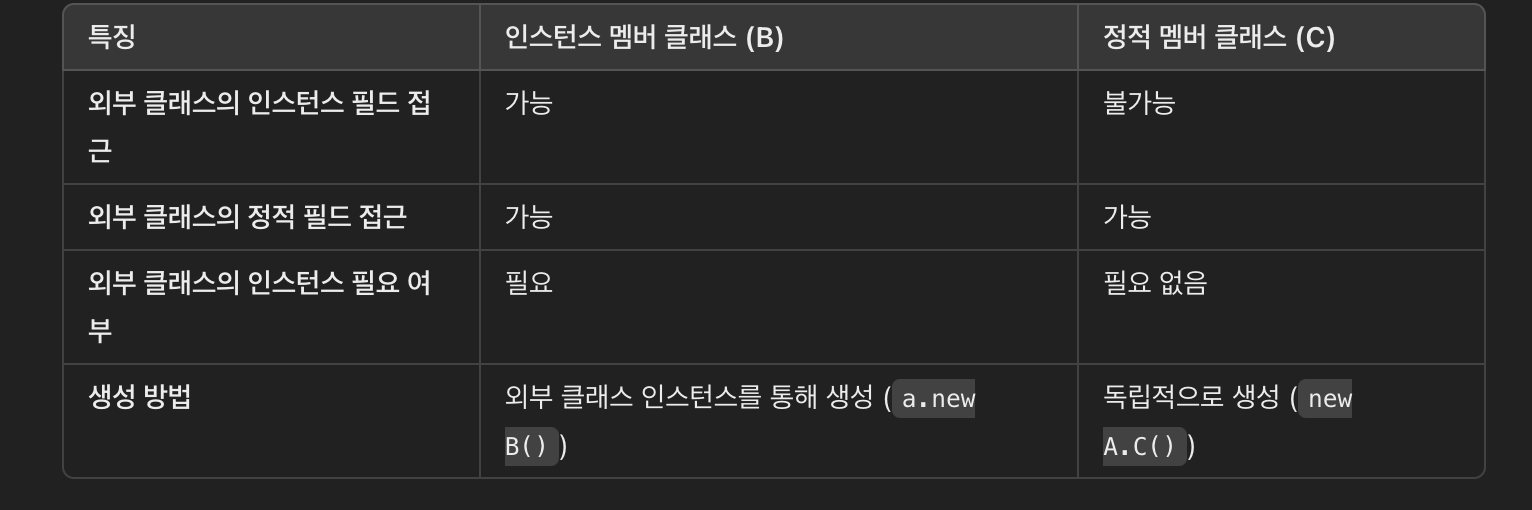 특징 인스턴스 멤버 클래스 (B) 정적 멤버 클래스 (C)
외부 클래스의 인스턴스 필드 접 가능 불가능
근
외부 클래스의 정적 필드 접근 가능 가능
외부 클래스의 인스턴스 필요 여 필요 필요 없음
부
생성 방법 외부 클래스 인스턴스를 통해 생성 ( a.new 독립적으로 생성 ( new
B() ) A.C() )